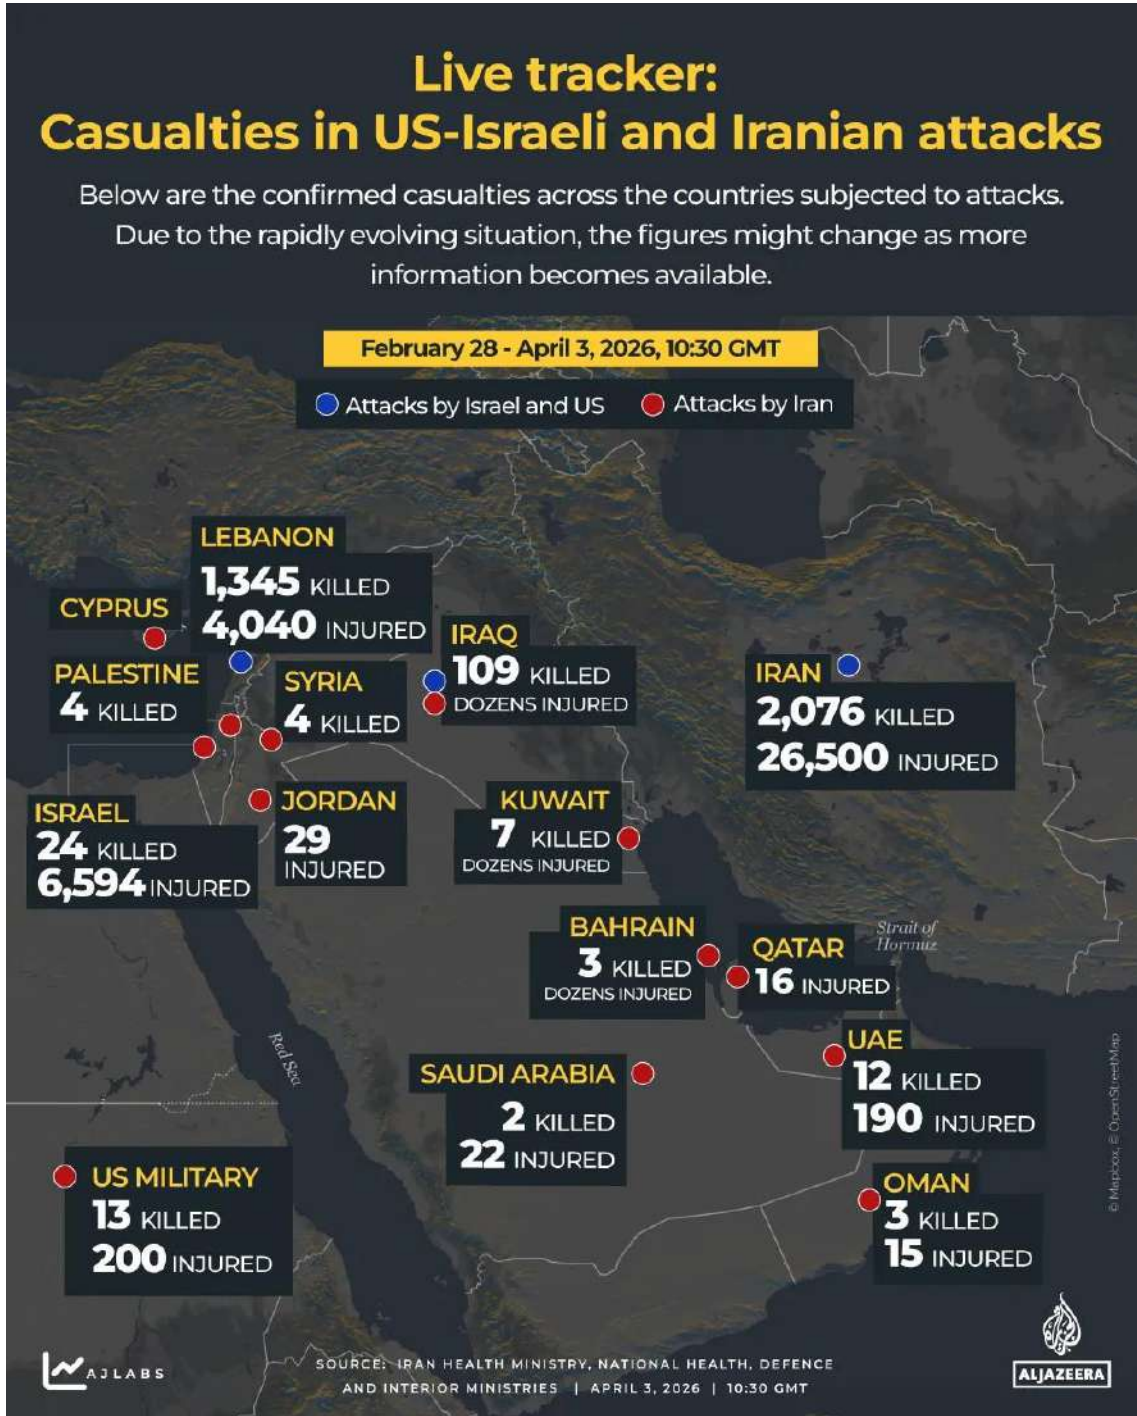 Live tracker:
Casualties in US-Israeli and Iranian attacks
Below are the confirmed casualties across the countries subjected to attacks.
Due to the rapidly evolving situation, the figures might change as more
information becomes available.
February 28 - April 3, 2026, 10:30 GMT
Attacks by Israel and US
Attacks by Iran
LEBANON
1,345 KILLED
4,040 INJURED
CYPRUS
PALESTINE
4 KILLED
SYRIA
4 KILLED
IRAQ
109 KILLED
DOZENS INJURED
IRAN
2,076 KILLED
26,500 INJURED
ISRAEL
24 KILLED
6,594 INJURED
JORDAN
29
INJURED
KUWAIT
7 KILLED
DOZENS INJURED
BAHRAIN
3 KILLED
DOZENS INJURED
QATAR
16 INJURED
Strait of
Hormuz
Red Sea
SAUDI ARABIA
2 KILLED
22 INJURED
UAE
12 KILLED
190 INJURED
US MILITARY
13 KILLED
200 INJURED
OMAN
3 KILLED
15 INJURED
© Mapbox, © OpenStreetMap
AJLABS
SOURCE: IRAN HEALTH MINISTRY, NATIONAL HEALTH, DEFENCE
AND INTERIOR MINISTRIES | APRIL 3, 2026 | 10:30 GMT
ALJAZEERA